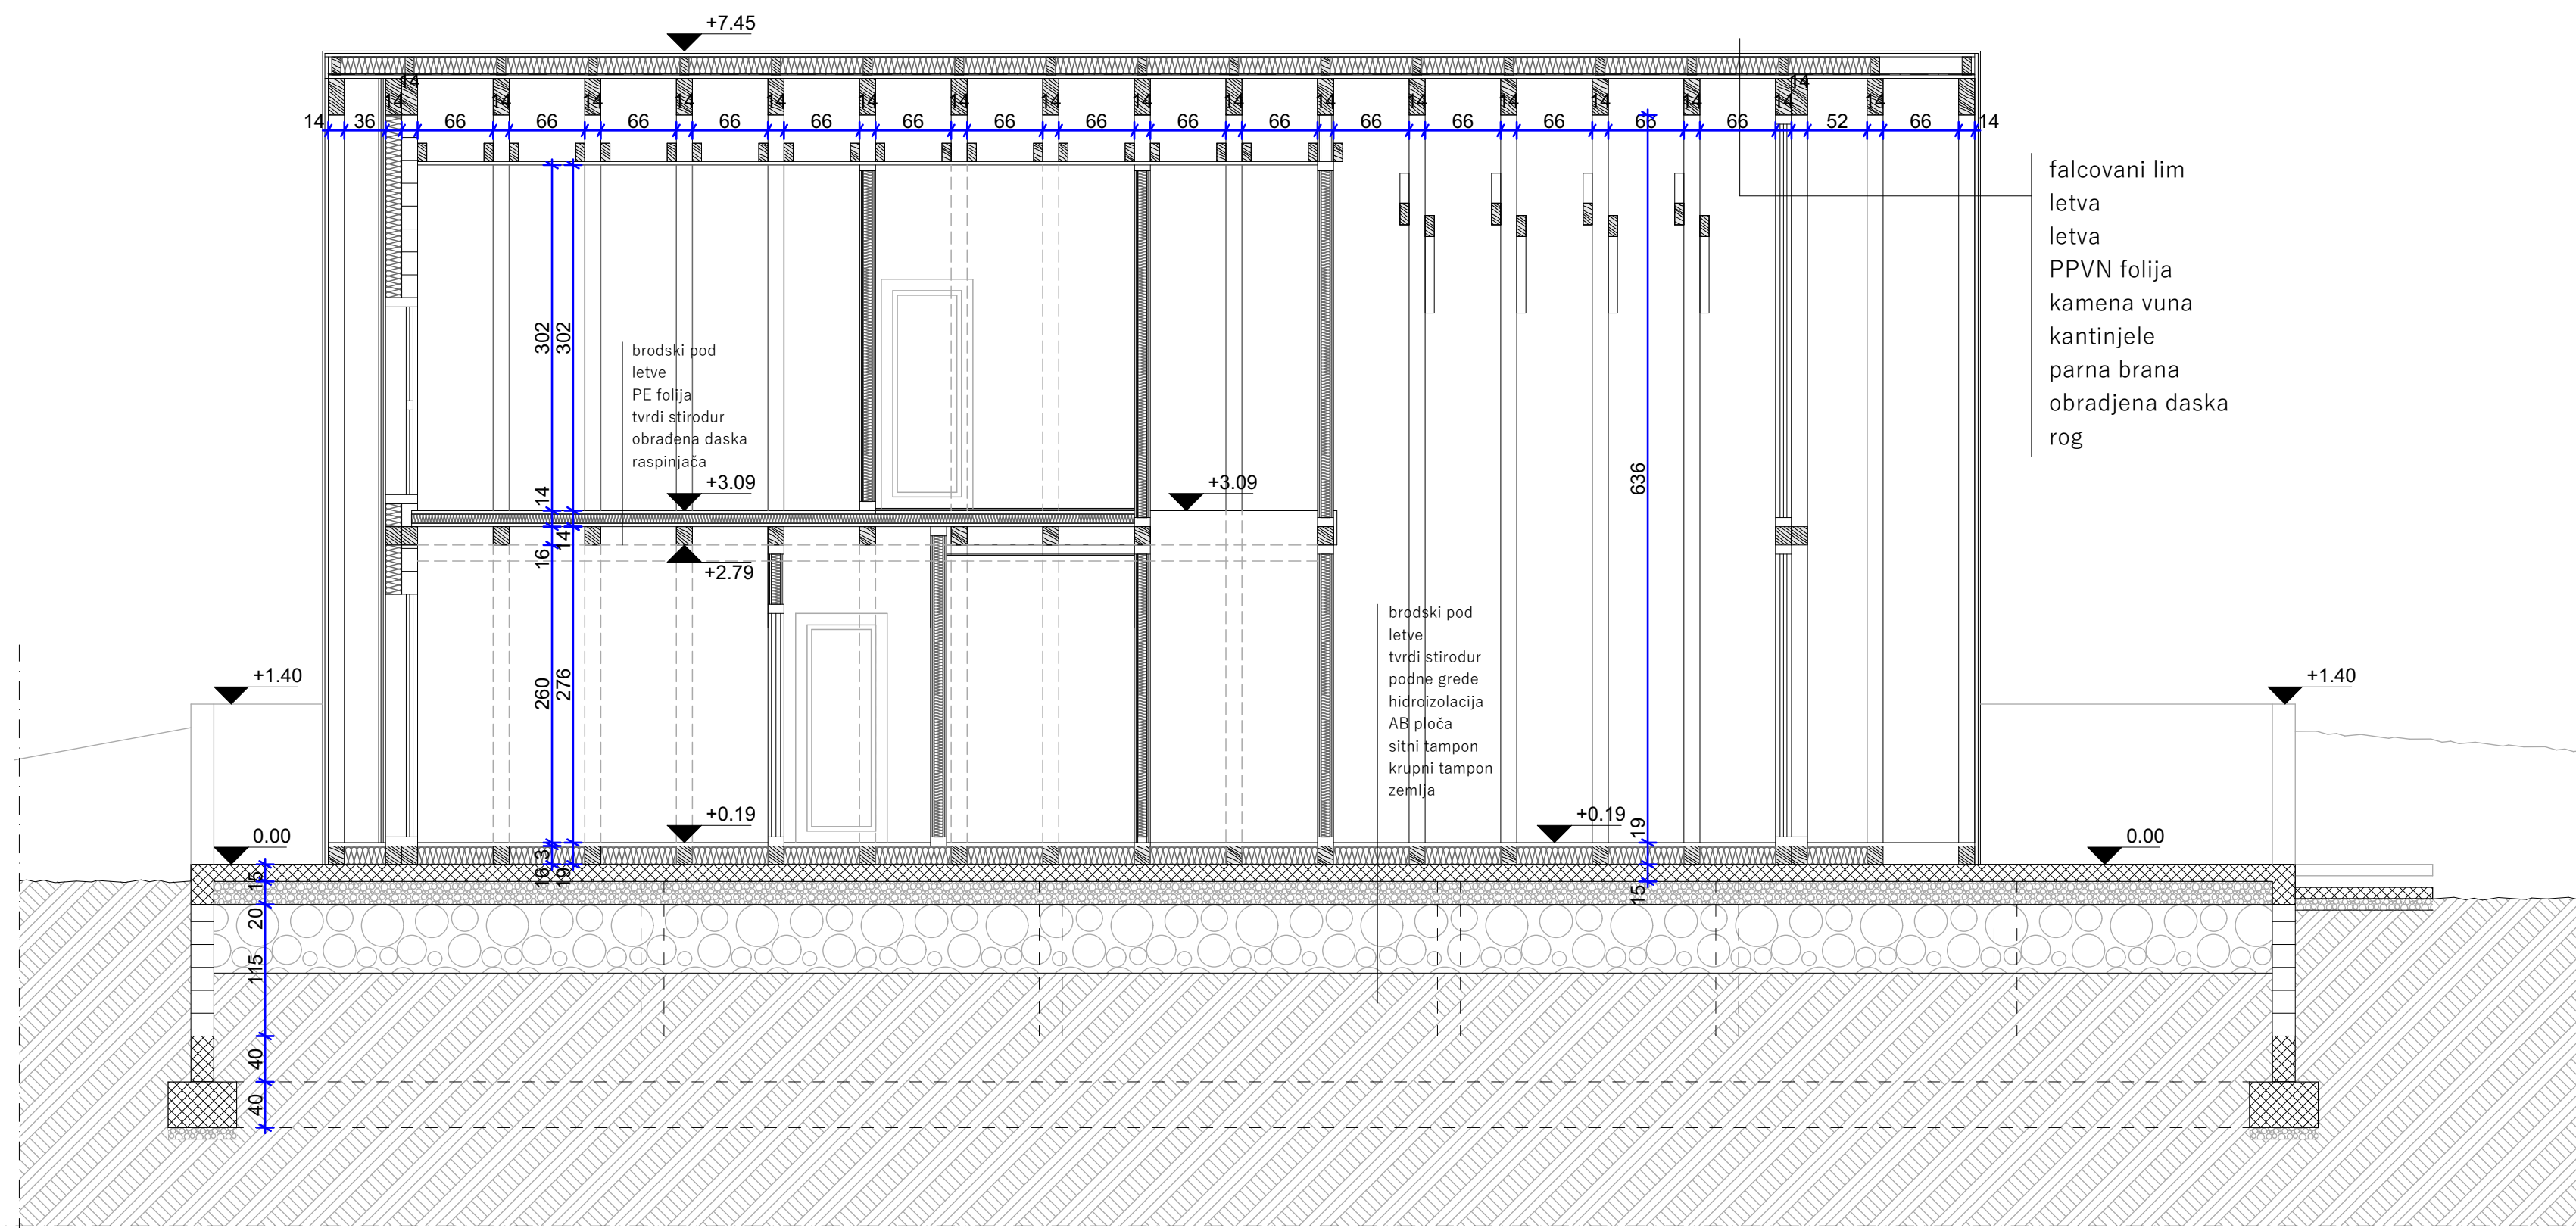 +7.45
14
14 14 14 14 14 14 14 14 14 14 14 14 14 14 14 14 14 14
14 36 66 66 66 66 66 66 66 66 66 66 66 66 66 66 66 52 66 14
falcovani lim
letva
letva
PPVN folija
kamena vuna
kantinjele
parna brana
obradjena daska
rog
302 302
brodski pod
letve
PE folija
tvrdi stirodur
obrađena daska
raspinjača
636
+3.09
+3.09
14
14
16
+2.79
brodski pod
letve
tvrdi stirodur
podne grede
hidroizolacija
AB ploča
sitni tampon
krupni tampon
zemlja
260 276
+1.40
+1.40
+0.19
+0.19
0.00
0.00
3
16
19
19
15
15
20
115
40
40